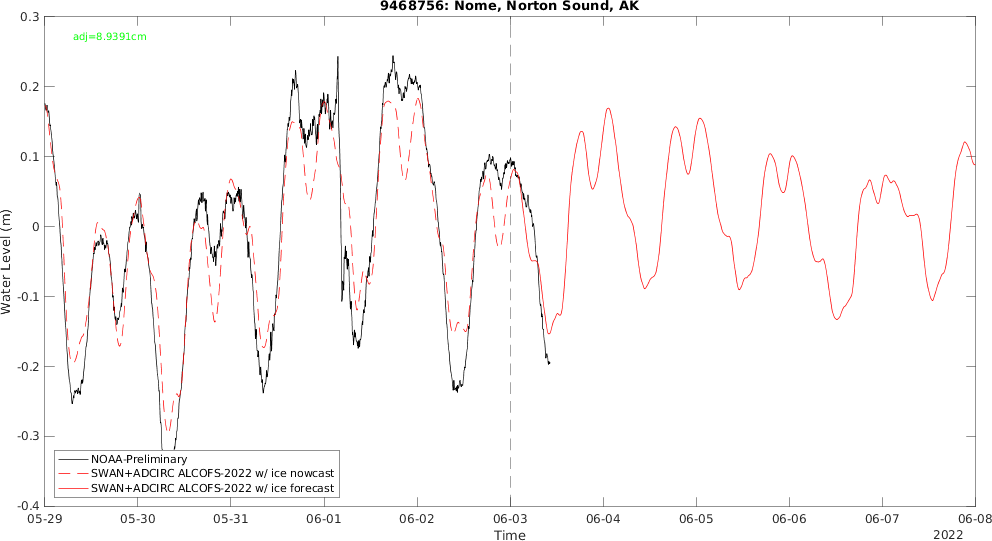 9468756: Nome, Norton Sound, AK
adj=8.9391cm
0.3
0.2
0.1
0
-0.1
-0.2
-0.3
-0.4
Water Level (m)
NOAA-Preliminary
SWAN+ADCIRC ALCOFS-2022 w/ ice nowcast
SWAN+ADCIRC ALCOFS-2022 w/ ice forecast
05-29 05-30 05-31 06-01 06-02 06-03 06-04 06-05 06-06 06-07 06-08
Time
2022